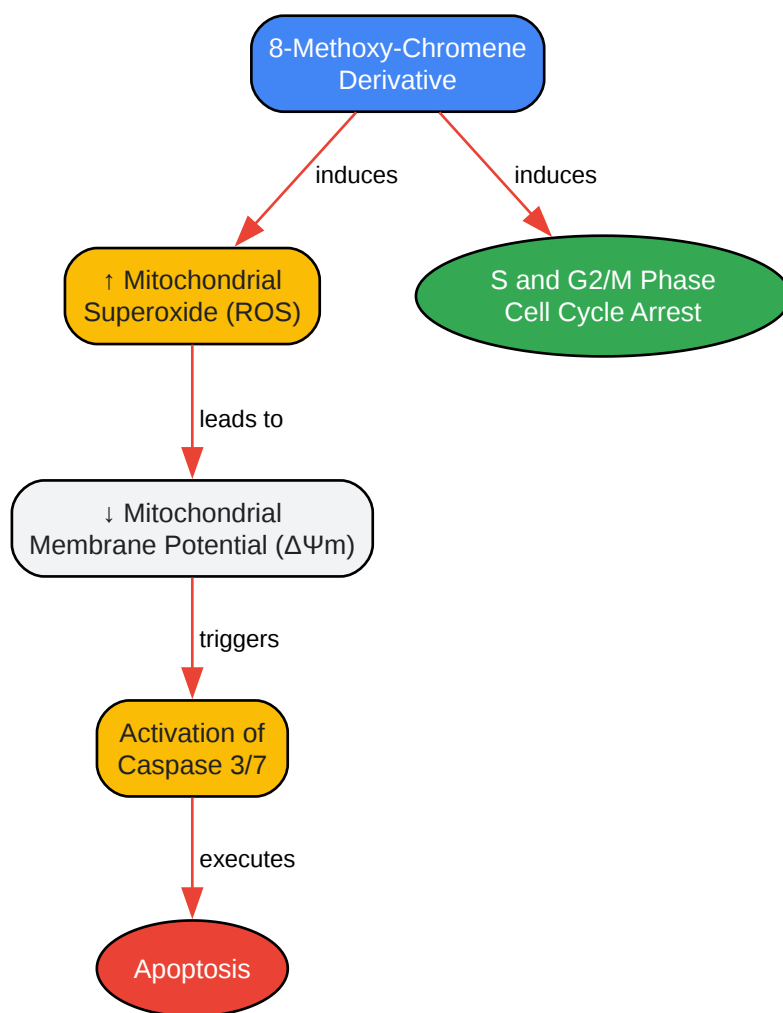 8-Methoxy-Chromene
Derivative
induces
induces
↑ Mitochondrial
Superoxide (ROS)
S and G2/M Phase
Cell Cycle Arrest
leads to
↓ Mitochondrial
Membrane Potential (ΔΨm)
triggers
Activation of
Caspase 3/7
executes
Apoptosis